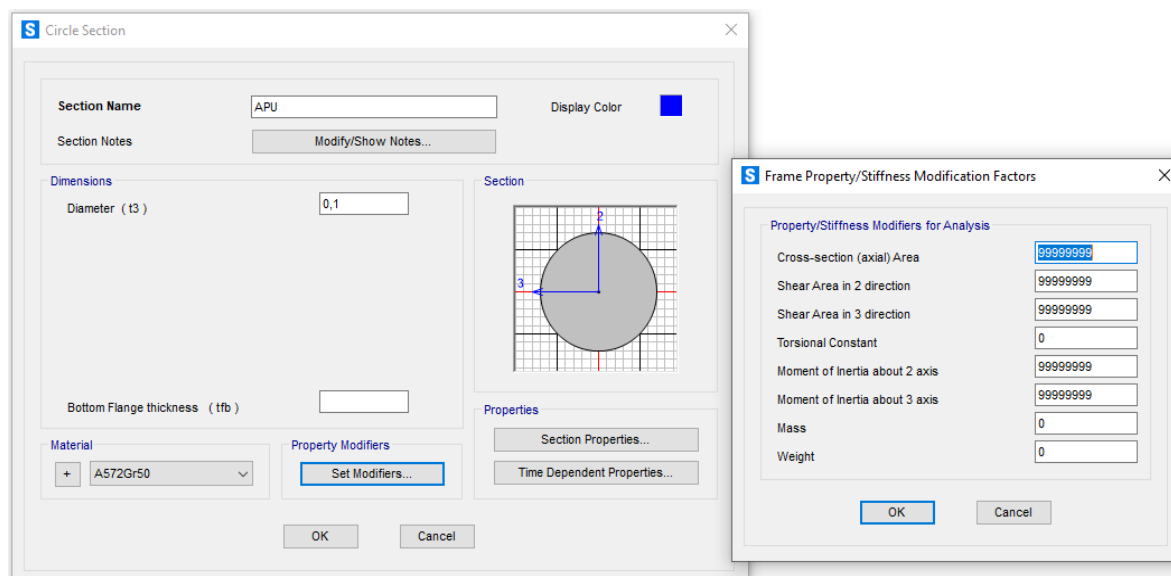 S Circle Section
Section Name
APU
Display Color
Section Notes
Modify/Show Notes...
Dimensions
Diameter ( t3 )
0,1
Bottom Flange thickness ( tfb )
Section
2
3
Properties
Section Properties...
Time Dependent Properties...
Material
+
A572Gr50
Property Modifiers
Set Modifiers...
OK
Cancel
S Frame Property/Stiffness Modification Factors
Property/Stiffness Modifiers for Analysis
Cross-section (axial) Area
99999999
Shear Area in 2 direction
99999999
Shear Area in 3 direction
99999999
Torsional Constant
0
Moment of Inertia about 2 axis
99999999
Moment of Inertia about 3 axis
99999999
Mass
0
Weight
0
OK
Cancel